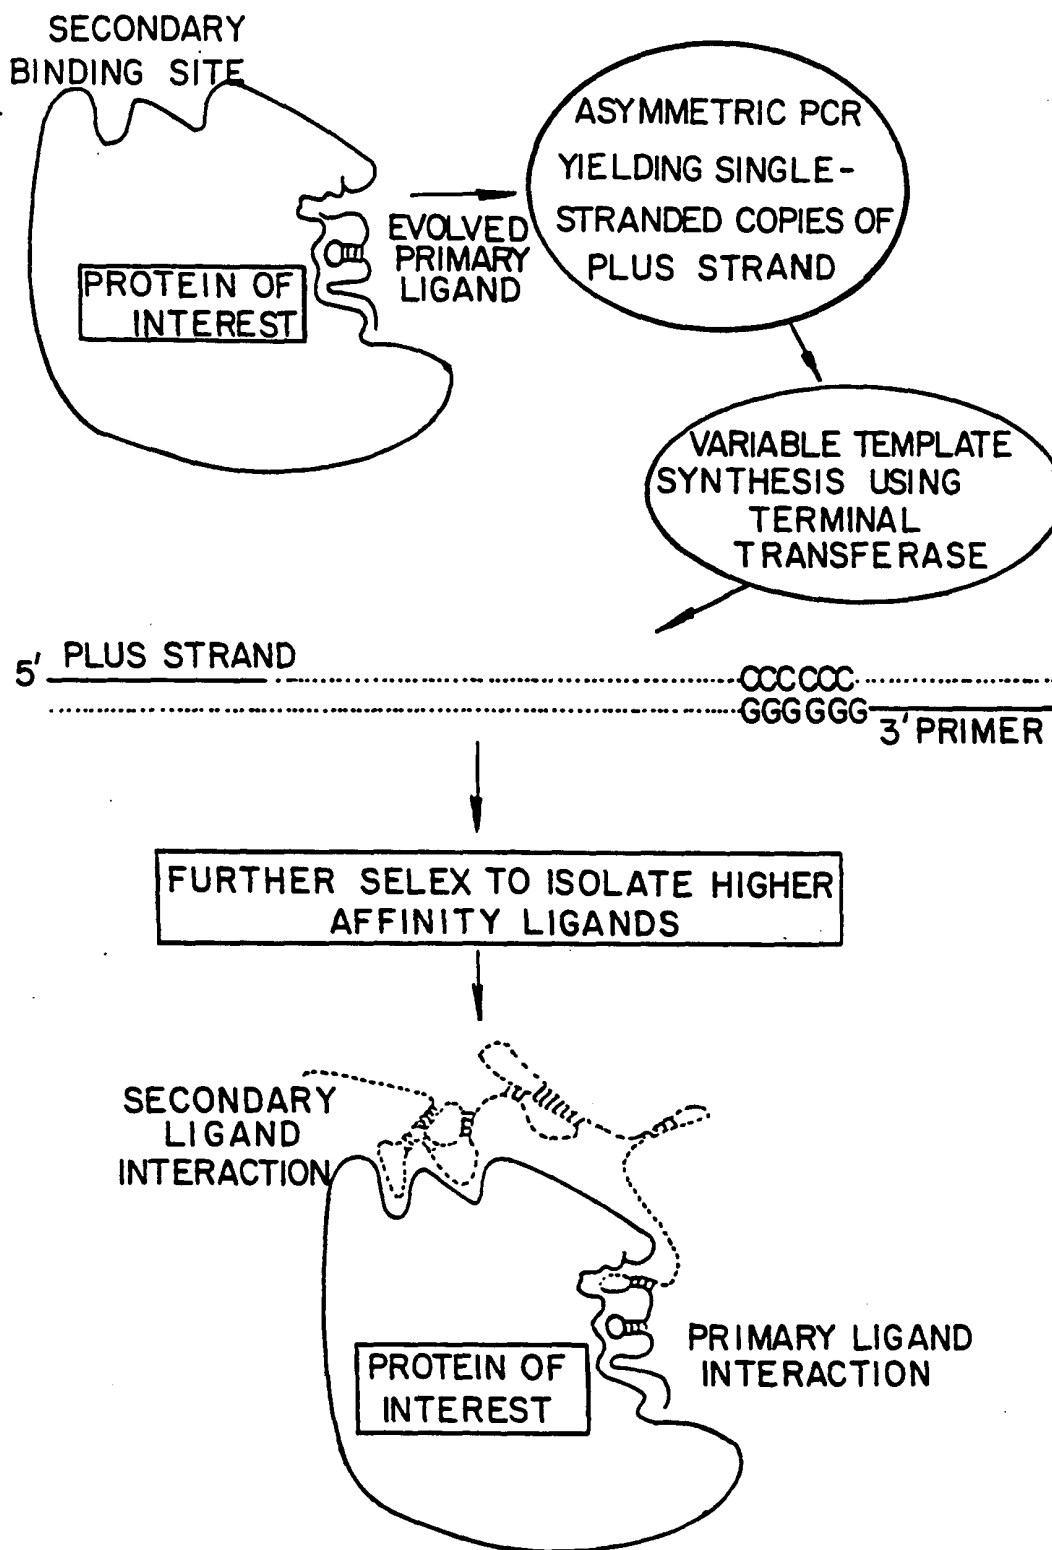 SECONDARY
BINDING SITE
PROTEIN OF
INTEREST
EVOLVED
PRIMARY
LIGAND
ASYMMETRIC PCR
YIELDING SINGLE-
STRANDED COPIES OF
PLUS STRAND
VARIABLE TEMPLATE
SYNTHESIS USING
TERMINAL
TRANSFERASE
5' PLUS STRAND
CCCCCC
GGGGGG
3' PRIMER
FURTHER SELEX TO ISOLATE HIGHER
AFFINITY LIGANDS
SECONDARY
LIGAND
INTERACTION
PROTEIN OF
INTEREST
PRIMARY LIGAND
INTERACTION